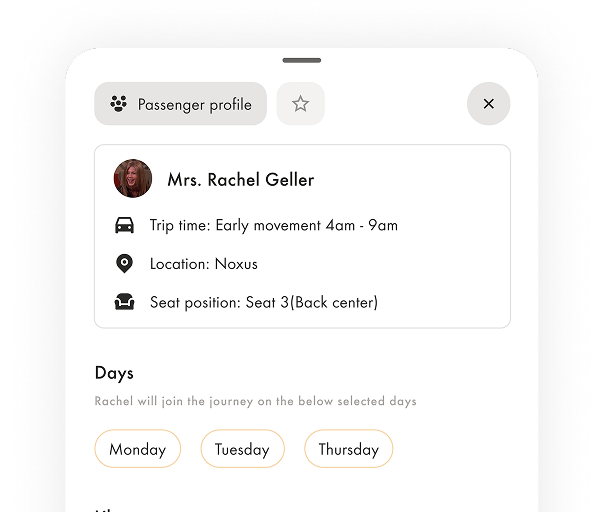 Passenger profile
Mrs. Rachel Geller
Trip time: Early movement 4am - 9am
Location: Noxus
Seat position: Seat 3(Back center)
Days
Rachel will join the journey on the below selected days
Monday Tuesday Thursday